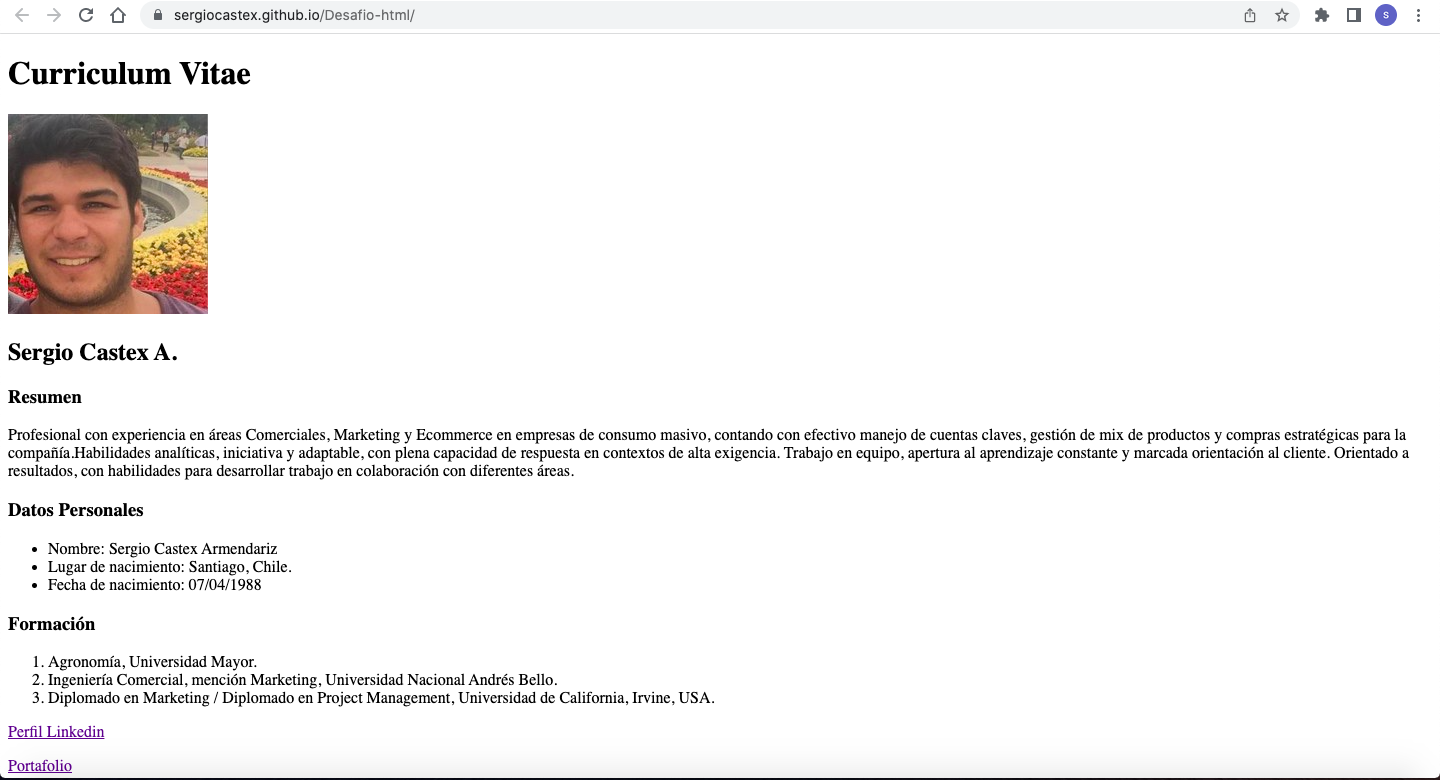 sergiocastex.github.io/Desafio-html/
S
Curriculum Vitae
Sergio Castex A.
Resumen
Profesional con experiencia en áreas Comerciales, Marketing y Ecommerce en empresas de consumo masivo, contando con efectivo manejo de cuentas claves, gestión de mix de productos y compras estratégicas para la
compañía.Habilidades analíticas, iniciativa y adaptable, con plena capacidad de respuesta en contextos de alta exigencia. Trabajo en equipo, apertura al aprendizaje constante y marcada orientación al cliente. Orientado a
resultados, con habilidades para desarrollar trabajo en colaboración con diferentes áreas.
Datos Personales
• Nombre: Sergio Castex Armendariz
• Lugar de nacimiento: Santiago, Chile.
• Fecha de nacimiento: 07/04/1988
Formación
1. Agronomía, Universidad Mayor.
2. Ingeniería Comercial, mención Marketing, Universidad Nacional Andrés Bello.
3. Diplomado en Marketing / Diplomado en Project Management, Universidad de California, Irvine, USA.
Perfil Linkedin
Portafolio